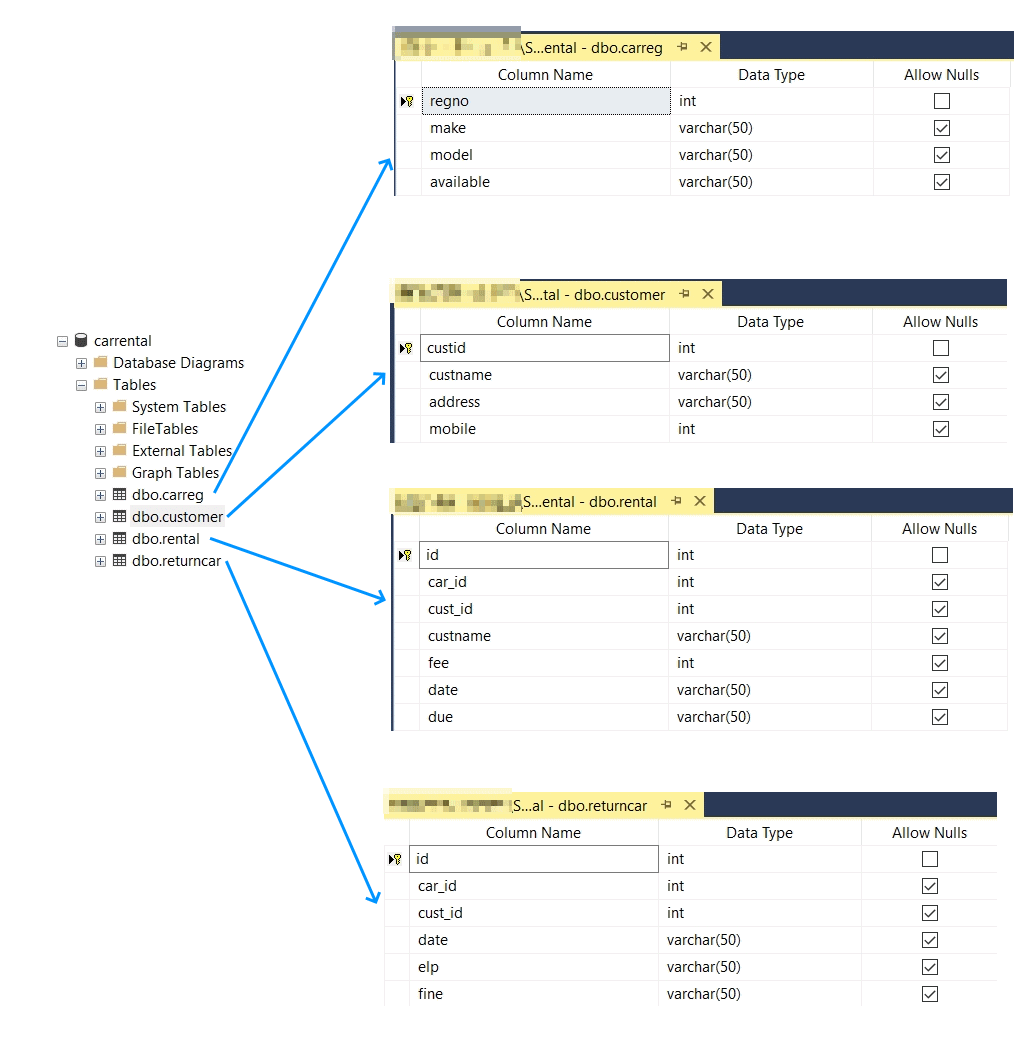 carrental
Database Diagrams
Tables
System Tables
FileTables
External Tables
Graph Tables
dbo.carreg
dbo.customer
dbo.rental
dbo.returncar
\S...ental - dbo.carreg
Column Name Data Type Allow Nulls
regno int
make varchar(50)
model varchar(50)
available varchar(50)
\S...tal - dbo.customer
Column Name Data Type Allow Nulls
custid int
custname varchar(50)
address varchar(50)
mobile int
S...ental - dbo.rental
Column Name Data Type Allow Nulls
id int
car_id int
cust_id int
custname varchar(50)
fee int
date varchar(50)
due varchar(50)
\S...al - dbo.returncar
Column Name Data Type Allow Nulls
id int
car_id int
cust_id int
date varchar(50)
elp varchar(50)
fine varchar(50)